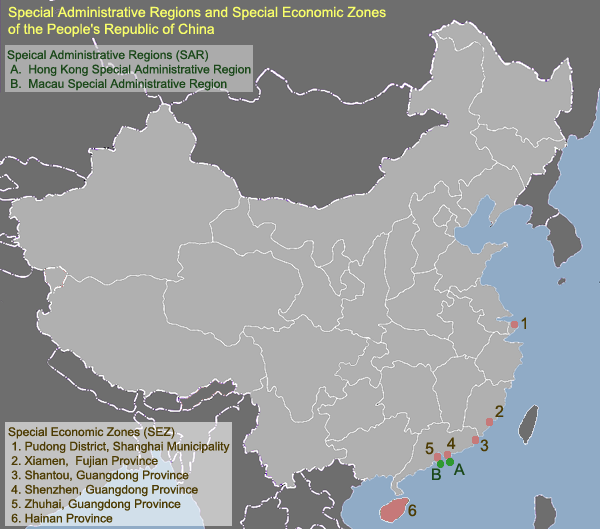 Special Administrative Regions and Special Economic Zones
of the People's Republic of China
Speical Administrative Regions (SAR)
A. Hong Kong Special Administrative Region
B. Macau Special Administrative Region
1
2
3
4
5
B
A
6
Special Economic Zones (SEZ)
1. Pudong District, Shanghai Municipality
2. Xiamen, Fujian Province
3. Shantou, Guangdong Province
4. Shenzhen, Guangdong Province
5. Zhuhai, Guangdong Province
6. Hainan Province